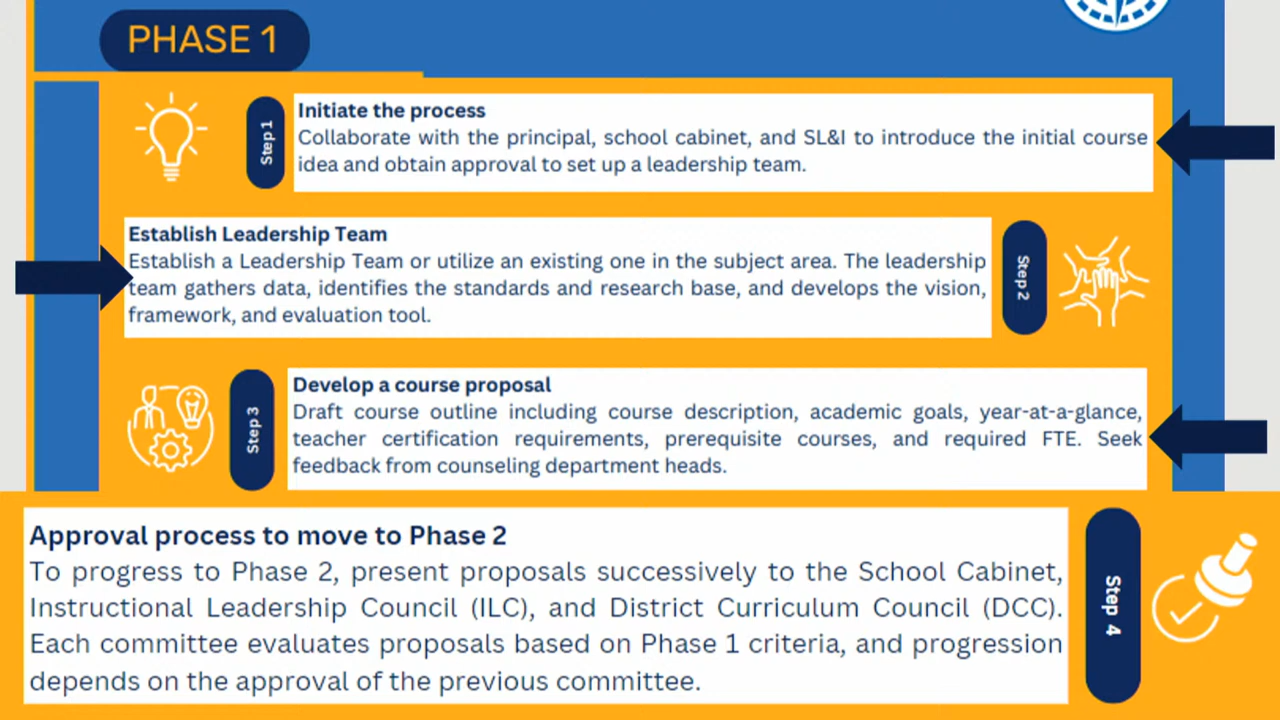 PHASE 1
Step 1
Initiate the process
Collaborate with the principal, school cabinet, and SL&I to introduce the initial course
idea and obtain approval to set up a leadership team.
Establish Leadership Team
Establish a Leadership Team or utilize an existing one in the subject area. The leadership
team gathers data, identifies the standards and research base, and develops the vision,
framework, and evaluation tool.
Step 2
Step 3
Develop a course proposal
Draft course outline including course description, academic goals, year-at-a-glance,
teacher certification requirements, prerequisite courses, and required FTE. Seek
feedback from counseling department heads.
Approval process to move to Phase 2
To progress to Phase 2, present proposals successively to the School Cabinet,
Instructional Leadership Council (ILC), and District Curriculum Council (DCC).
Each committee evaluates proposals based on Phase 1 criteria, and progression
depends on the approval of the previous committee.
Step 4